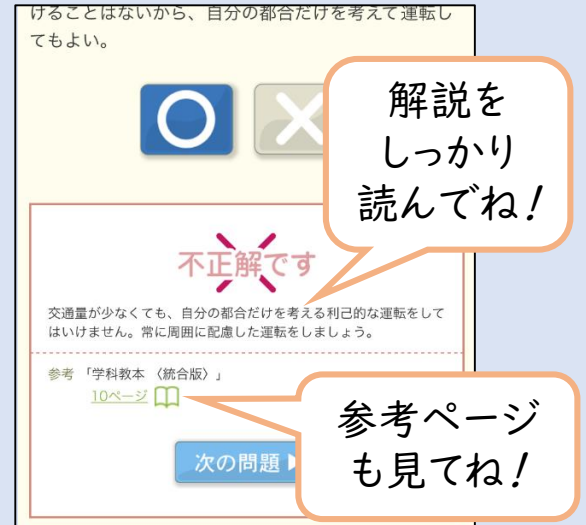 けることはないから、自分の都合だけを考えて運転し
てもよい。
解説を
しっかり
読んでね！
不正解です
交通量が少なくても、自分の都合だけを考える利己的な運転をして
はいけません。常に周囲に配慮した運転をしましょう。
参考 「学科教本 〈統合版〉」
10ページ
参考ページ
も見てね！
次の問題